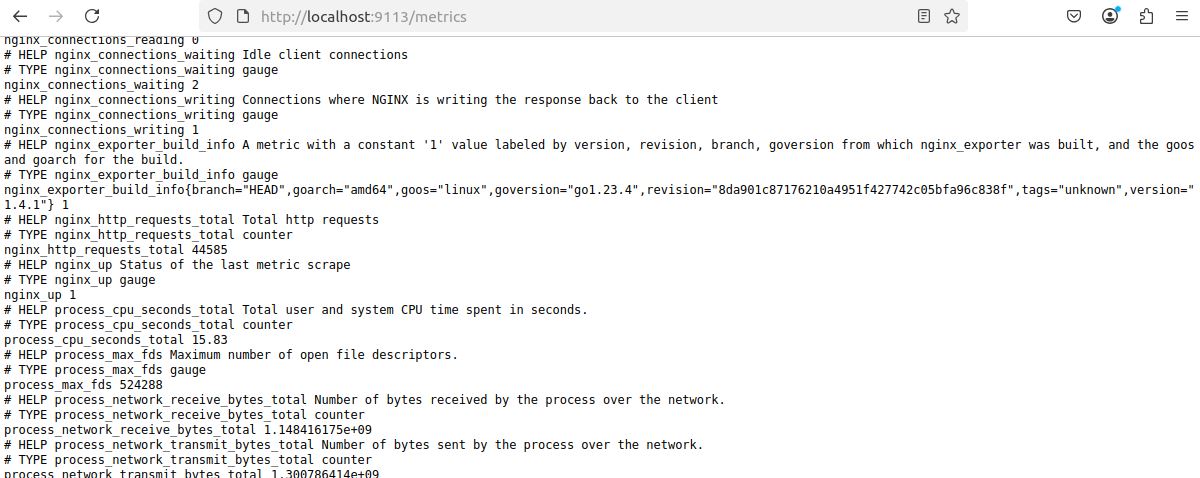 http://localhost:9113/metrics
nginx_connections_reading 0
# HELP nginx_connections_waiting Idle client connections
# TYPE nginx_connections_waiting gauge
nginx_connections_waiting 2
# HELP nginx_connections_writing Connections where NGINX is writing the response back to the client
# TYPE nginx_connections_writing gauge
nginx_connections_writing 1
# HELP nginx_exporter_build_info A metric with a constant '1' value labeled by version, revision, branch, goversion from which nginx_exporter was built, and the goos
and goarch for the build.
# TYPE nginx_exporter_build_info gauge
nginx_exporter_build_info{branch="HEAD",goarch="amd64",goos="linux",goversion="go1.23.4",revision="8da901c87176210a4951f427742c05bfa96c838f",tags="unknown",version="
1.4.1"} 1
# HELP nginx_http_requests_total Total http requests
# TYPE nginx_http_requests_total counter
nginx_http_requests_total 44585
# HELP nginx_up Status of the last metric scrape
# TYPE nginx_up gauge
nginx_up 1
# HELP process_cpu_seconds_total Total user and system CPU time spent in seconds.
# TYPE process_cpu_seconds_total counter
process_cpu_seconds_total 15.83
# HELP process_max_fds Maximum number of open file descriptors.
# TYPE process_max_fds gauge
process_max_fds 524288
# HELP process_network_receive_bytes_total Number of bytes received by the process over the network.
# TYPE process_network_receive_bytes_total counter
process_network_receive_bytes_total 1.148416175e+09
# HELP process_network_transmit_bytes_total Number of bytes sent by the process over the network.
# TYPE process_network_transmit_bytes_total counter
process_network_transmit_bytes_total 1.300786414e+09